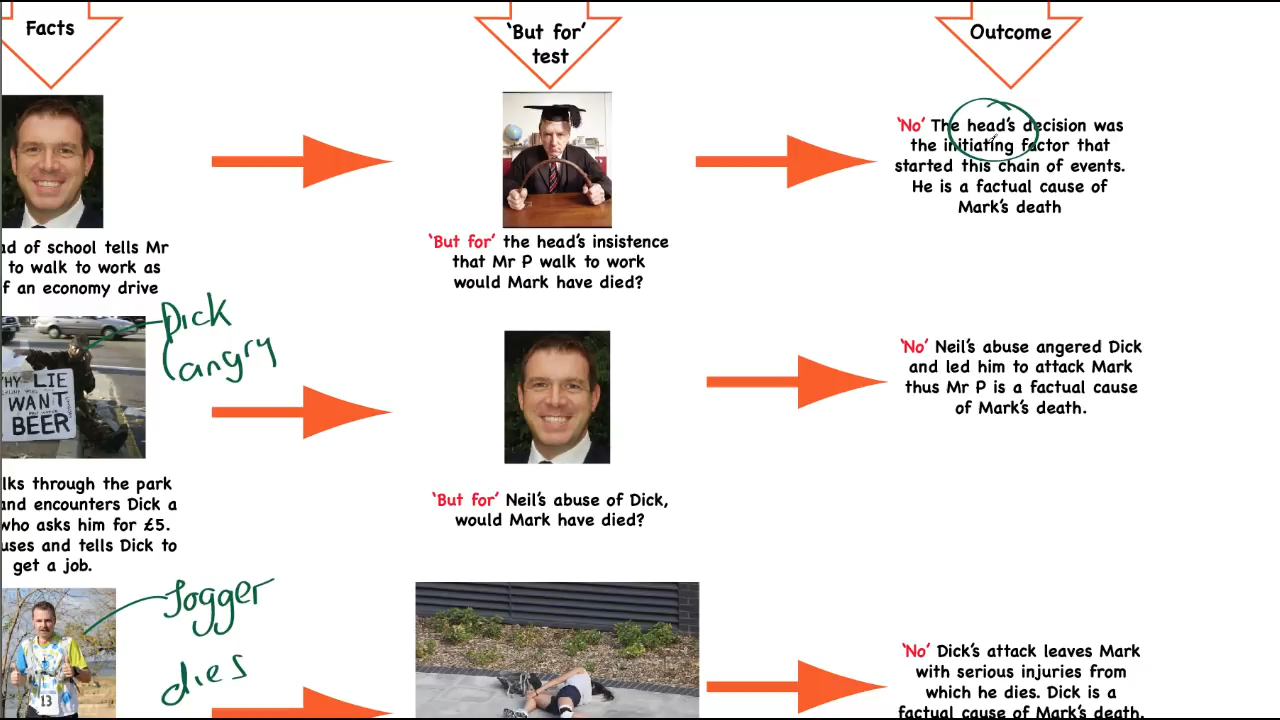 Facts
'But for'
test
Outcome
ad of school tells Mr
to walk to work as
f an economy drive
'But for' the head's insistence
that Mr P walk to work
would Mark have died?
'No' The head's decision was
the initiating factor that
started this chain of events.
He is a factual cause of
Mark's death
Dick
angry
HY LIE
WANT
BEER
lks through the park
and encounters Dick a
who asks him for £5.
uses and tells Dick to
get a job.
'But for' Neil's abuse of Dick,
would Mark have died?
'No' Neil's abuse angered Dick
and led him to attack Mark
thus Mr P is a factual cause
of Mark's death.
Jogger
dies
13
'No' Dick's attack leaves Mark
with serious injuries from
which he dies. Dick is a
factual cause of Mark's death.